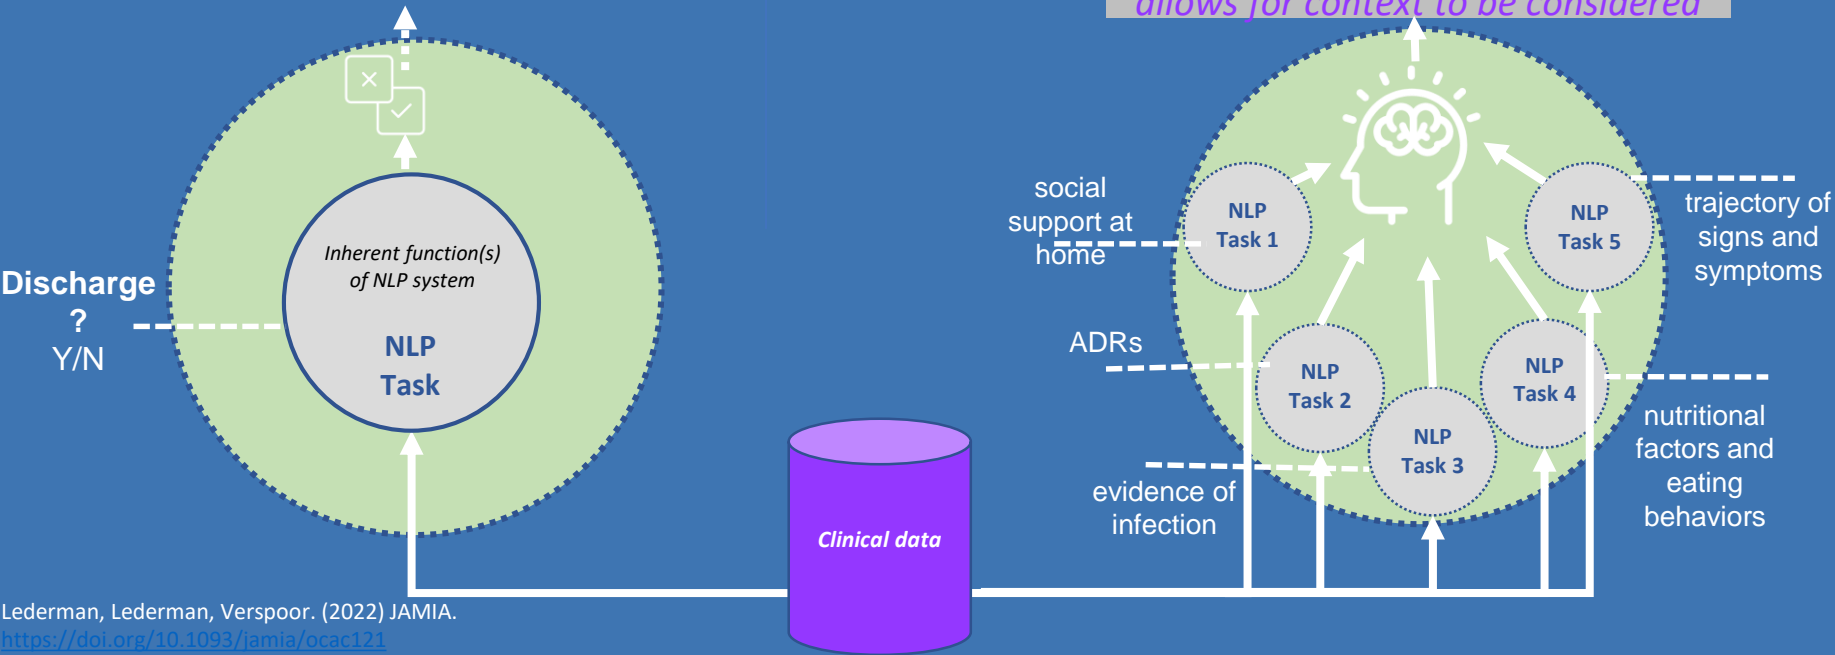 allows for context to be considered
Inherent function(s)
of NLP system
NLP
Task
Discharge
?
Y/N
Clinical data
social
support at
home
NLP
Task 1
NLP
Task 5
trajectory of
signs and
symptoms
ADRs
NLP
Task 2
NLP
Task 4
NLP
Task 3
evidence of
infection
nutritional
factors and
eating
behaviors
Lederman, Lederman, Verspoor. (2022) JAMIA.
https://doi.org/10.1093/jamia/ocac121